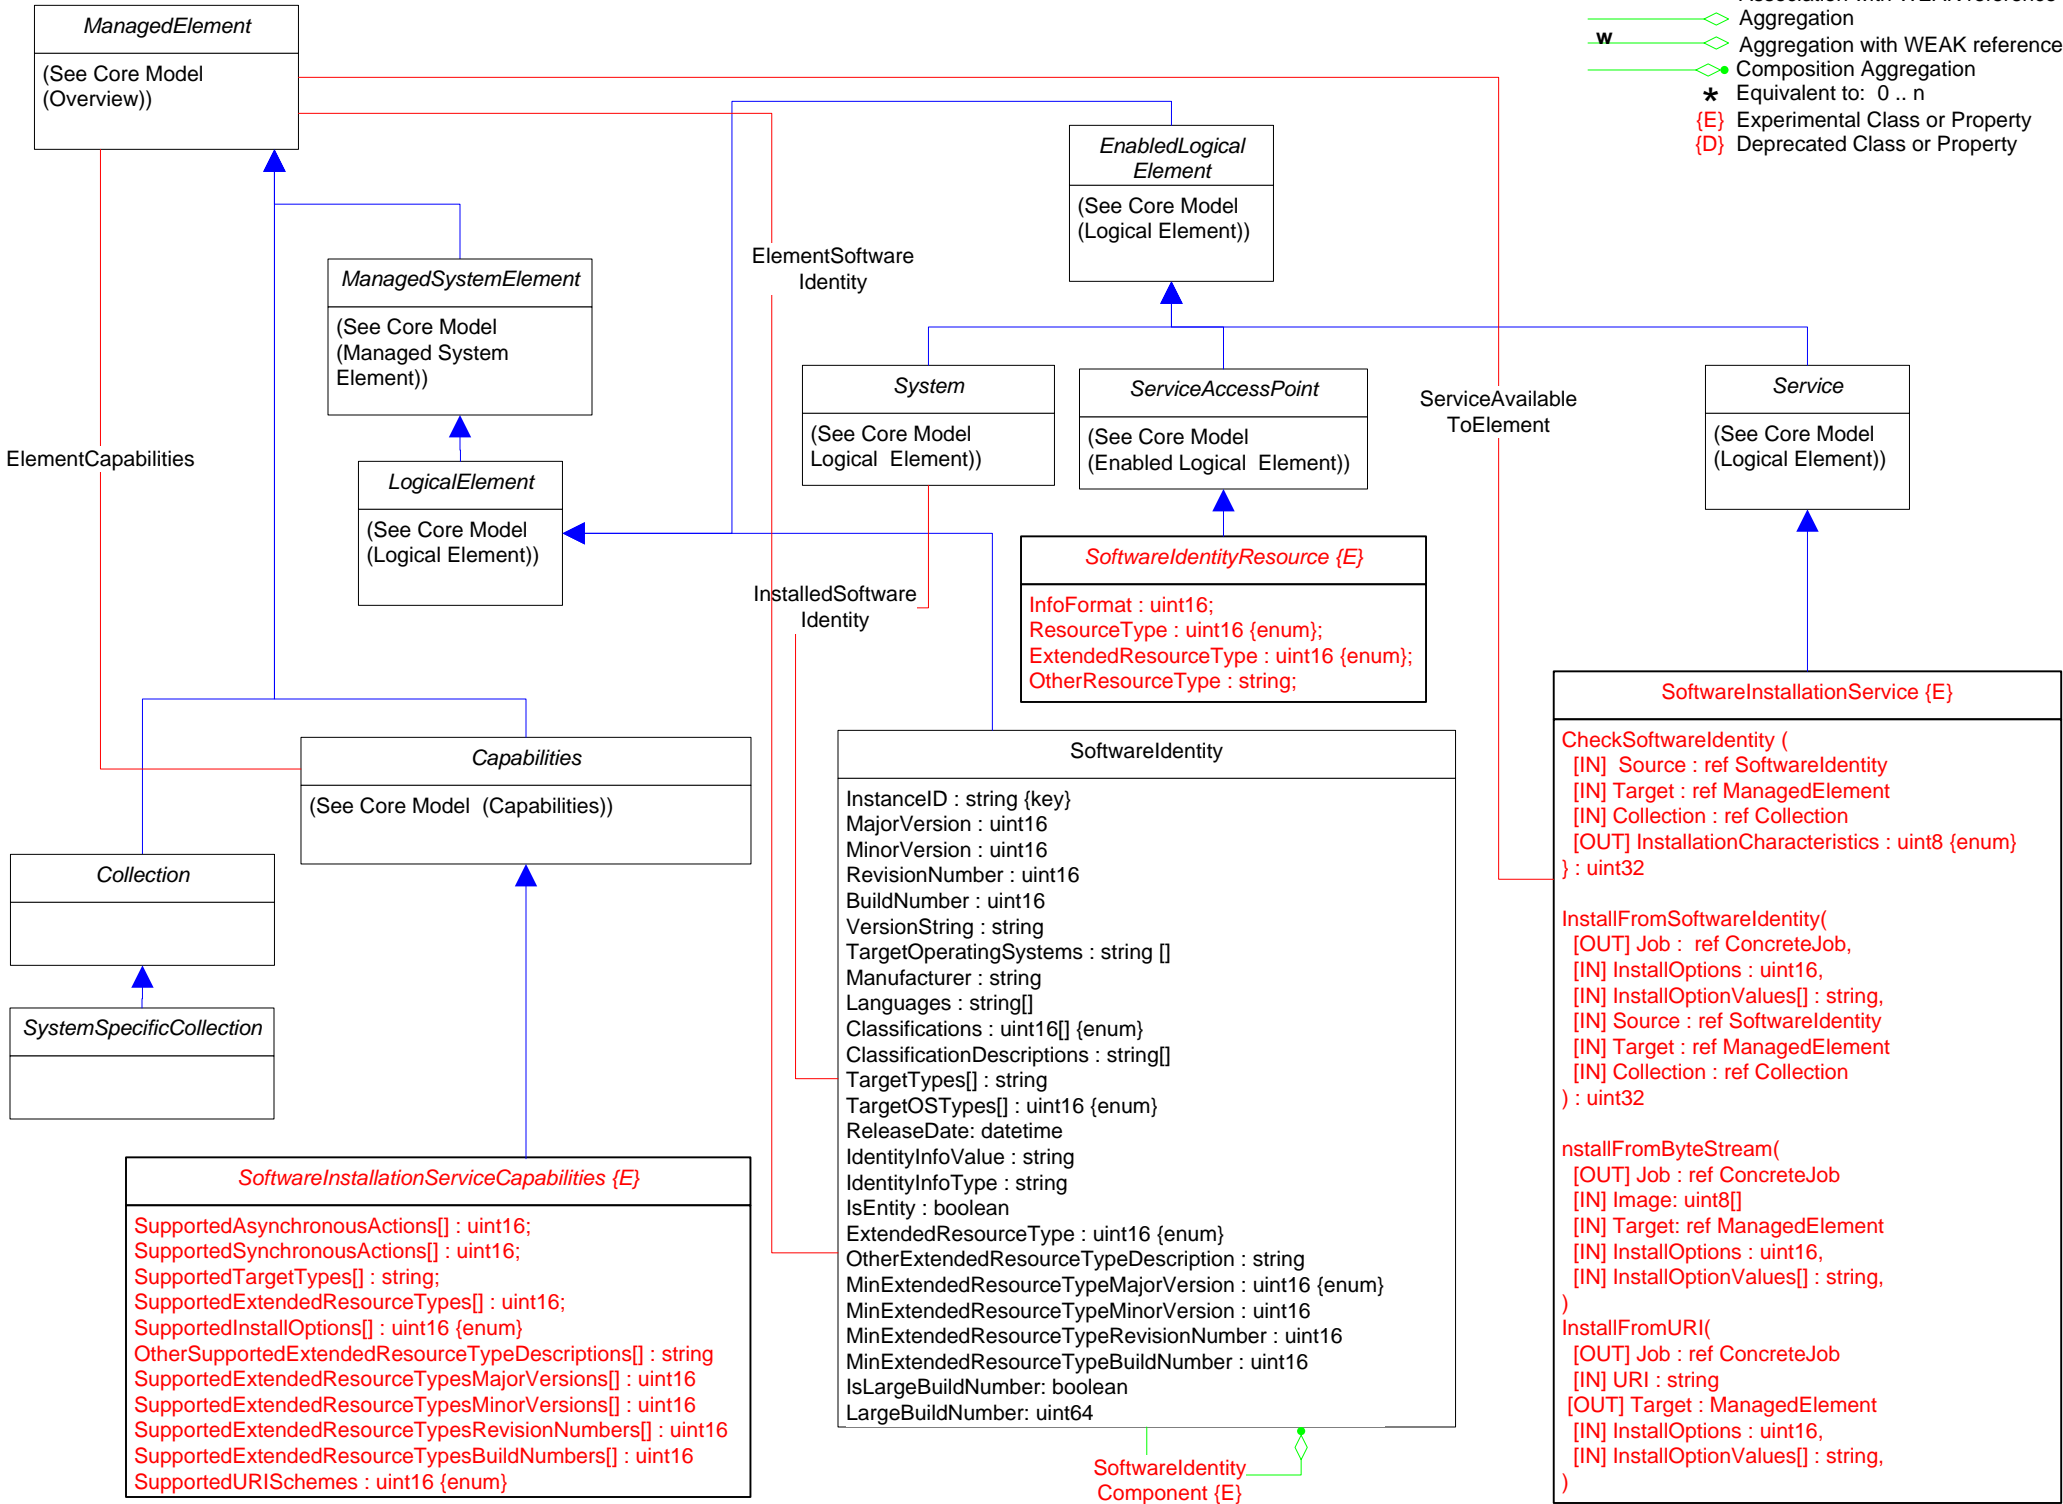 ManagedElement
(See Core Model
(Overview))
Association with WEAK reference
Aggregation
w
Aggregation with WEAK reference
Composition Aggregation
* Equivalent to: 0 .. n
{E} Experimental Class or Property
{D} Deprecated Class or Property
EnabledLogical
Element
(See Core Model
(Logical Element))
ElementSoftware
Identity
ManagedSystemElement
(See Core Model
(Managed System
Element))
System
(See Core Model
Logical Element))
ServiceAccessPoint
(See Core Model
(Enabled Logical Element))
ServiceAvailable
ToElement
Service
(See Core Model
(Logical Element))
ElementCapabilities
LogicalElement
(See Core Model
(Logical Element))
InstalledSoftware
Identity
SoftwareIdentityResource {E}
InfoFormat : uint16;
ResourceType : uint16 {enum};
ExtendedResourceType : uint16 {enum};
OtherResourceType : string;
Capabilities
(See Core Model (Capabilities))
Collection
SystemSpecificCollection
SoftwareInstallationServiceCapabilities {E}
SupportedAsynchronousActions[] : uint16;
SupportedSynchronousActions[] : uint16;
SupportedTargetTypes[] : string;
SupportedExtendedResourceTypes[] : uint16;
SupportedInstallOptions[] : uint16 {enum}
OtherSupportedExtendedResourceTypeDescriptions[] : string
SupportedExtendedResourceTypesMajorVersions[] : uint16
SupportedExtendedResourceTypesMinorVersions[] : uint16
SupportedExtendedResourceTypesRevisionNumbers[] : uint16
SupportedExtendedResourceTypesBuildNumbers[] : uint16
SupportedURISchemes : uint16 {enum}
SoftwareIdentity
InstanceID : string {key}
MajorVersion : uint16
MinorVersion : uint16
RevisionNumber : uint16
BuildNumber : uint16
VersionString : string
TargetOperatingSystems : string []
Manufacturer : string
Languages : string[]
Classifications : uint16[] {enum}
ClassificationDescriptions : string[]
TargetTypes[] : string
TargetOSTypes[] : uint16 {enum}
ReleaseDate: datetime
IdentityInfoValue : string
IdentityInfoType : string
IsEntity : boolean
ExtendedResourceType : uint16 {enum}
OtherExtendedResourceTypeDescription : string
MinExtendedResourceTypeMajorVersion : uint16 {enum}
MinExtendedResourceTypeMinorVersion : uint16
MinExtendedResourceTypeRevisionNumber : uint16
MinExtendedResourceTypeBuildNumber : uint16
IsLargeBuildNumber: boolean
LargeBuildNumber: uint64
SoftwareIdentity
Component {E}
SoftwareInstallationService {E}
CheckSoftwareIdentity (
[IN] Source : ref SoftwareIdentity
[IN] Target : ref ManagedElement
[IN] Collection : ref Collection
[OUT] InstallationCharacteristics : uint8 {enum}
} : uint32
InstallFromSoftwareIdentity(
[OUT] Job : ref ConcreteJob,
[IN] InstallOptions : uint16,
[IN] InstallOptionValues[] : string,
[IN] Source : ref SoftwareIdentity
[IN] Target : ref ManagedElement
[IN] Collection : ref Collection
) : uint32
nstallFromByteStream(
[OUT] Job : ref ConcreteJob
[IN] Image: uint8[]
[IN] Target: ref ManagedElement
[IN] InstallOptions : uint16,
[IN] InstallOptionValues[] : string,
)
InstallFromURI(
[OUT] Job : ref ConcreteJob
[IN] URI : string
[OUT] Target : ManagedElement
[IN] InstallOptions : uint16,
[IN] InstallOptionValues[] : string,
)